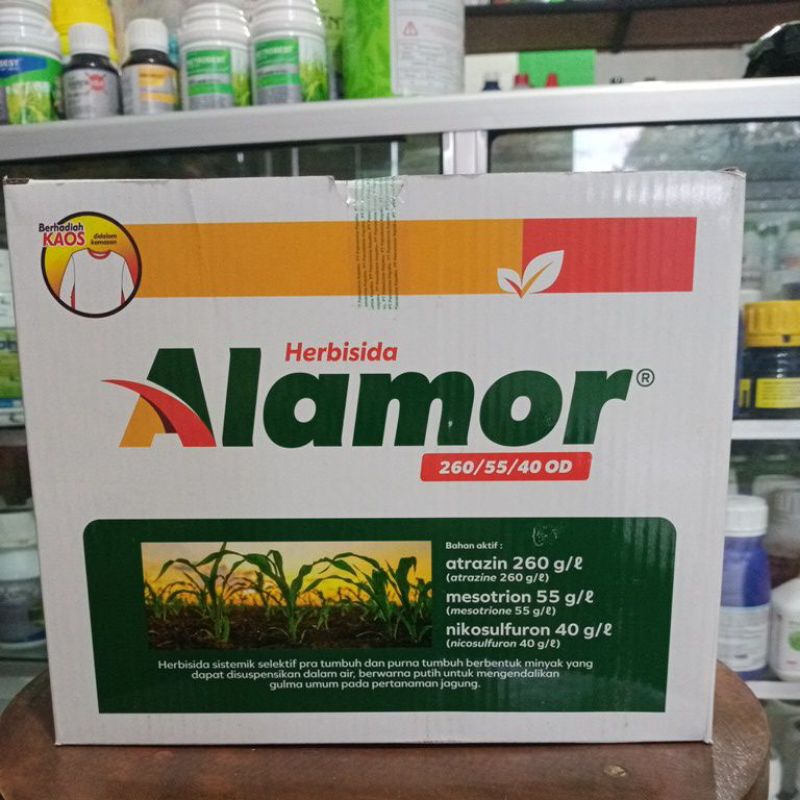 Berhadiah
KAOS
didalam
kemasan
Herbisida
Alamor®
260/55/40 OD
Bahan aktif :
atrazin 260 g/ℓ
(atrazine 260 g/ℓ)
mesotrion 55 g/ℓ
(mesotrione 55 g/ℓ)
nikosulfuron 40 g/ℓ
(nicosulfuron 40 g/ℓ)
Herbisida sistemik selektif pra tumbuh dan purna tumbuh berbentuk minyak yang
dapat disuspensikan dalam air, berwarna putih untuk mengendalikan
gulma umum pada pertanaman jagung.